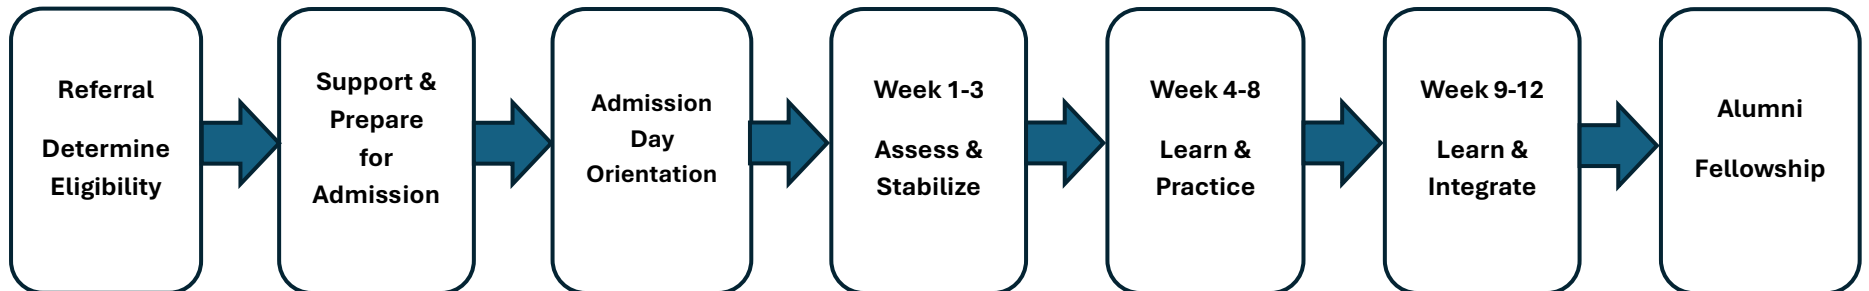 Referral
Determine
Eligibility
Support &
Prepare
for
Admission
Admission
Day
Orientation
Week 1-3
Assess &
Stabilize
Week 4-8
Learn &
Practice
Week 9-12
Learn &
Integrate
Alumni
Fellowship